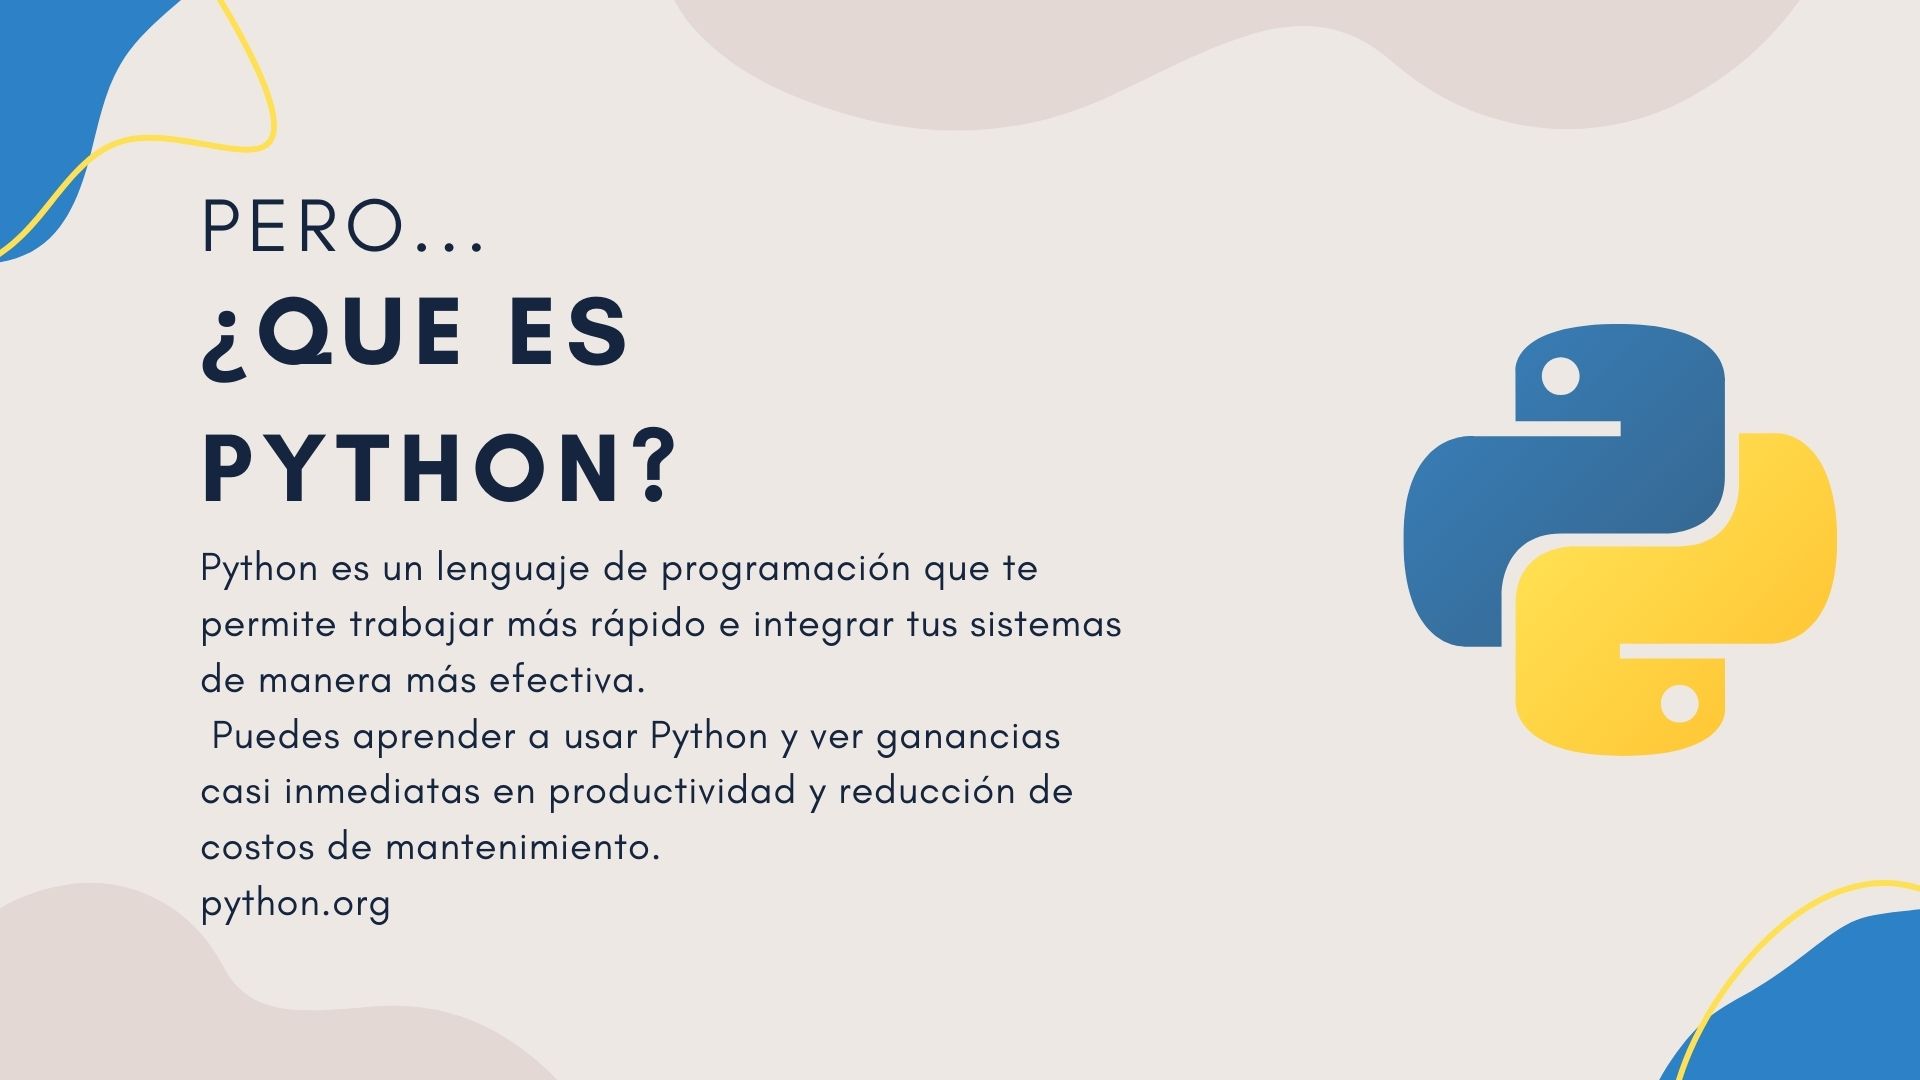 PERO...
¿QUE ES
PYTHON?
Python es un lenguaje de programación que te
permite trabajar más rápido e integrar tus sistemas
de manera más efectiva.
Puedes aprender a usar Python y ver ganancias
casi inmediatas en productividad y reducción de
costos de mantenimiento.
python.org